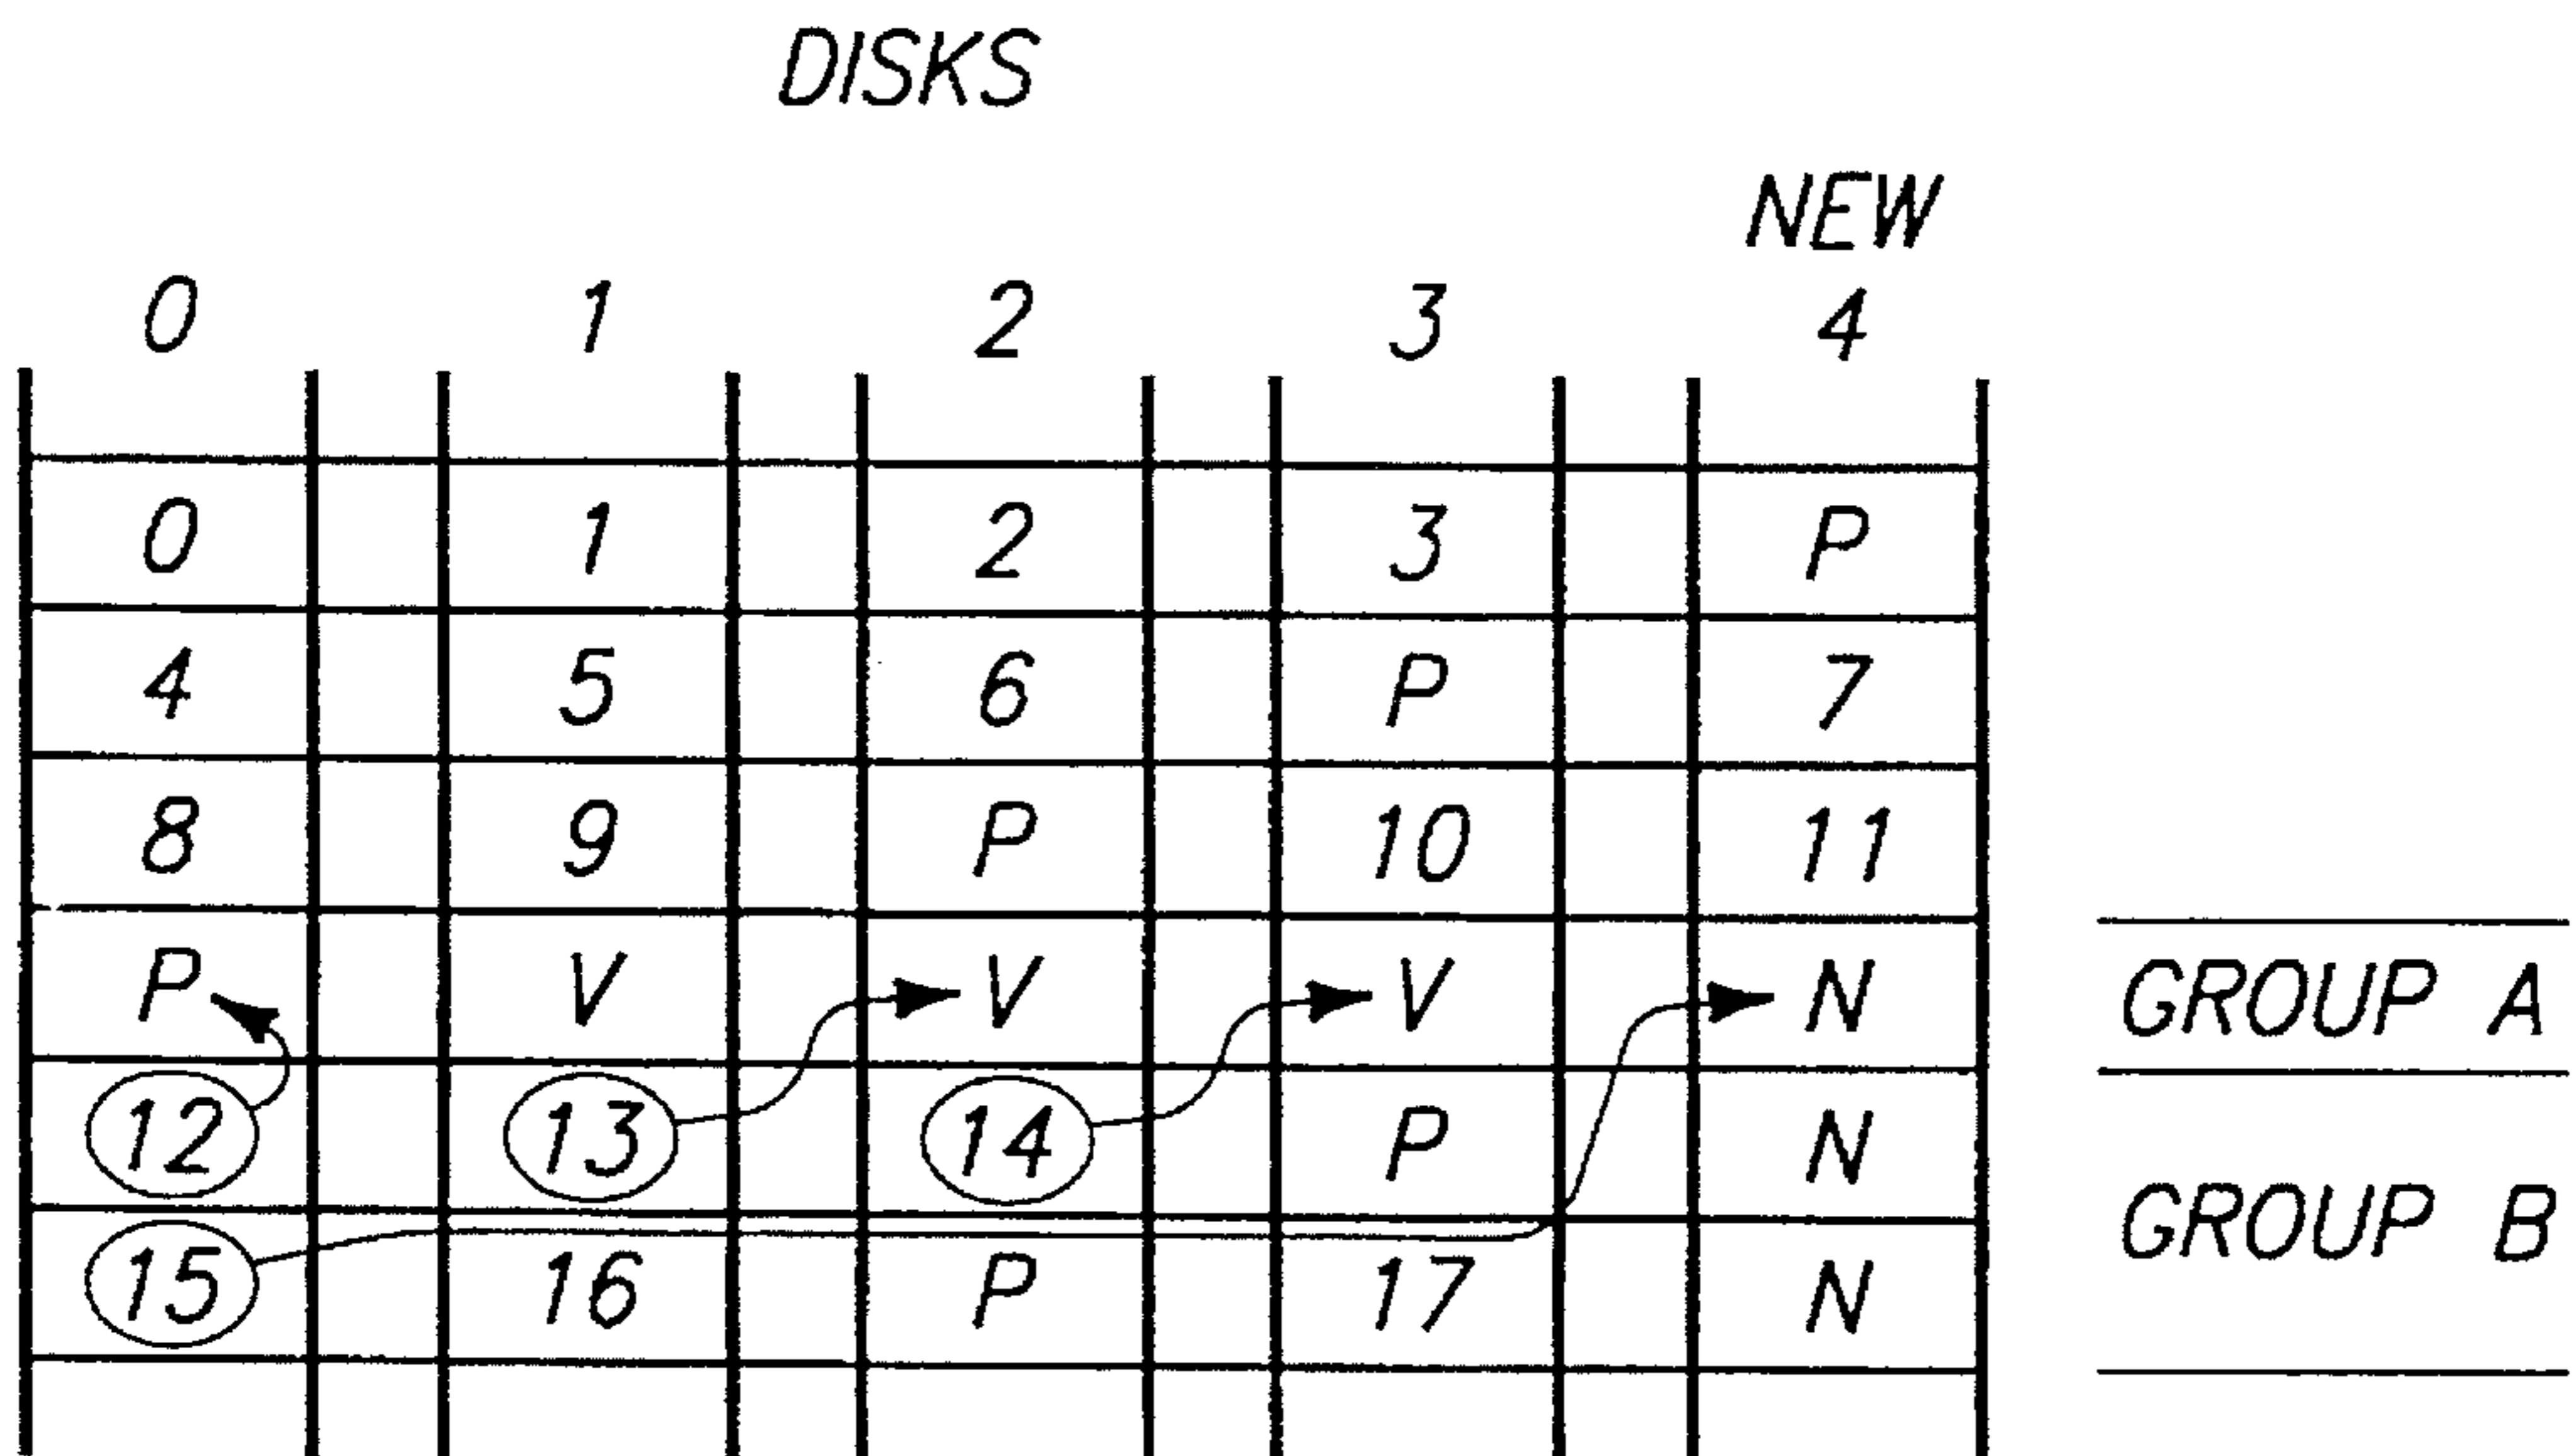 DISKS
NEW
0 1 2 3 4
0 1 2 3 P
4 5 6 P 7
8 9 P 10 11
P V V V N GROUP A
12 13 14 P N
GROUP B
15 16 P 17 N